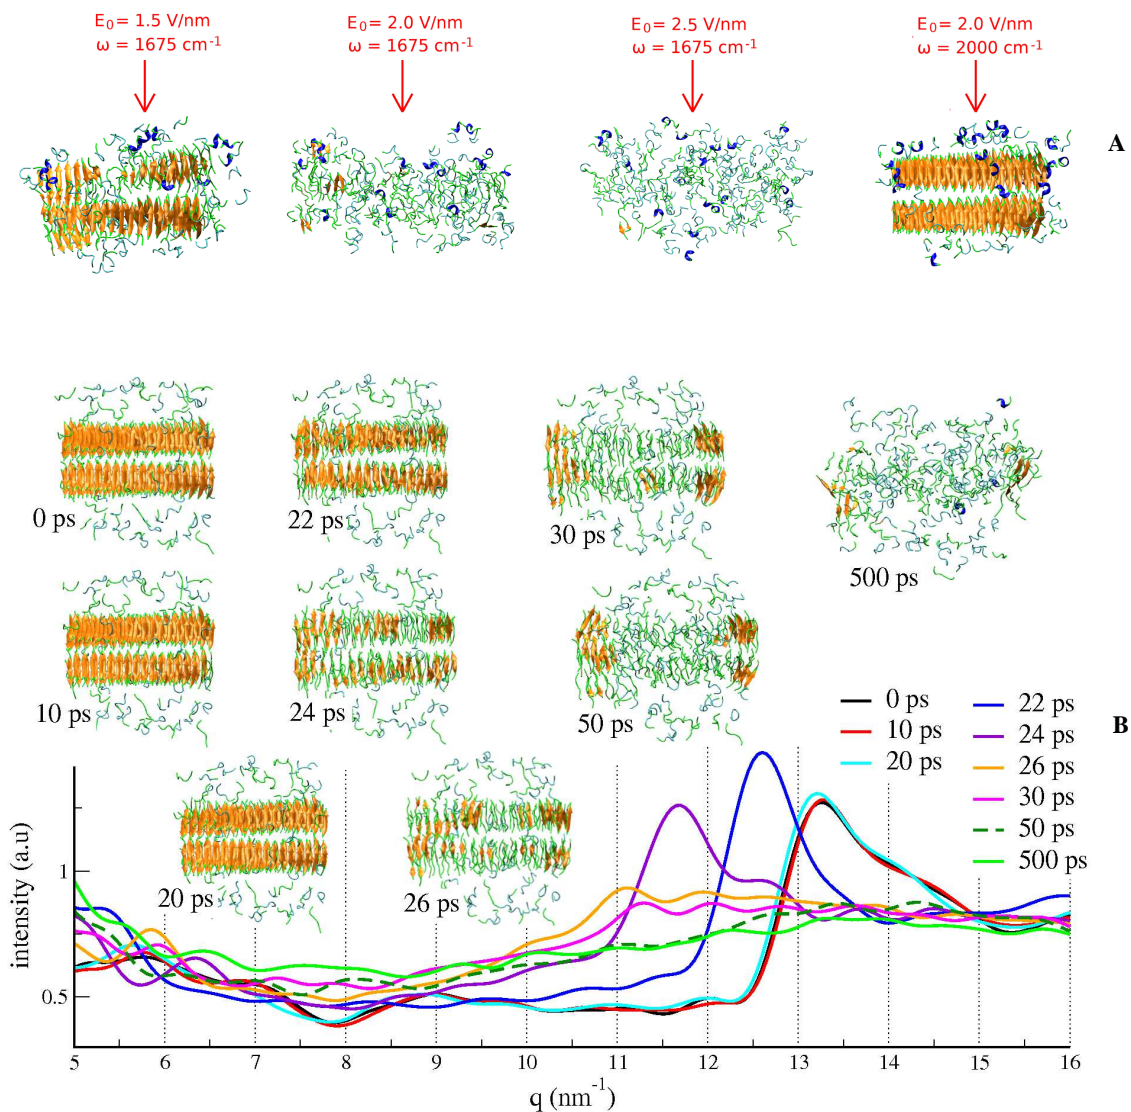 E₀ = 1.5 V/nm
ω = 1675 cm⁻¹
E₀ = 2.0 V/nm
ω = 1675 cm⁻¹
E₀ = 2.5 V/nm
ω = 1675 cm⁻¹
E₀ = 2.0 V/nm
ω = 2000 cm⁻¹
A
0 ps
22 ps
30 ps
500 ps
10 ps
24 ps
50 ps
20 ps
26 ps
0 ps
10 ps
20 ps
22 ps
24 ps
26 ps
30 ps
50 ps
500 ps
B
intensity (a.u)
1
0.5
5 6 7 8 9 10 11 12 13 14 15 16
q (nm⁻¹)